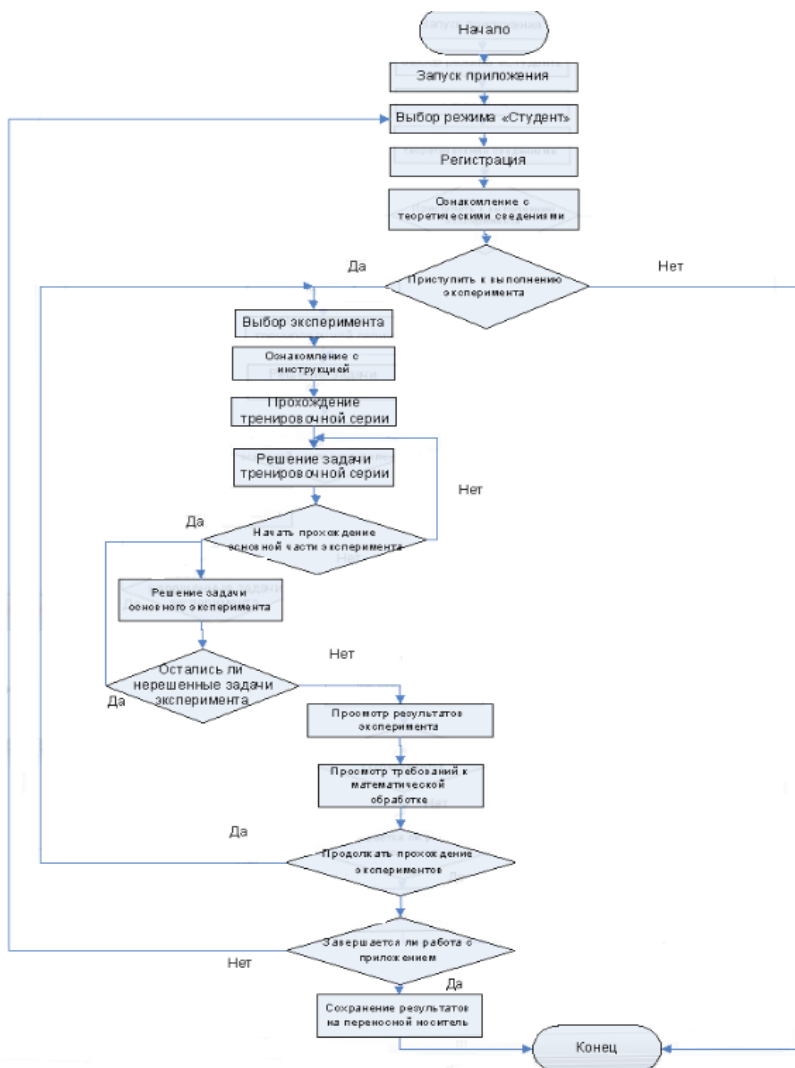 Начало
Запуск приложения
Выбор режима «Студент»
Регистрация
Ознакомление с
теоретическими сведениями
Да
Нет
Приступить к выполнению
эксперимента
Выбор эксперимента
Ознакомление с
инструкцией
Прохождение
тренировочной серии
Решение задачи
тренировочной серии
Нет
Да
Начать прохождение
основной части эксперимента
Решение задачи
основного эксперимента
Нет
Остались ли
нерешенные задачи
эксперимента
Да
Просмотр результатов
эксперимента
Просмотр требований к
математической
обработке
Да
Продолжать прохождение
экспериментов
Завершается ли работа с
приложением
Нет
Да
Сохранение результатов
на переносной носитель
Конец